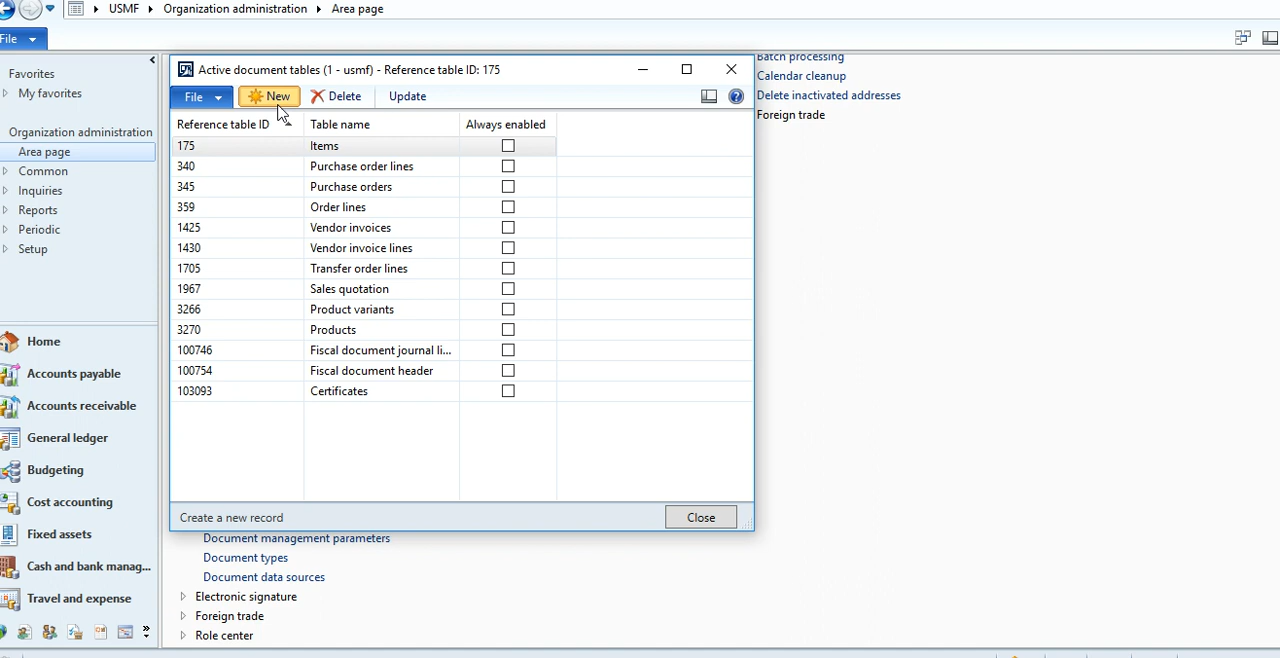 USMF Organization administration Area page
File
Favorites
My favorites
Organization administration
Area page
Common
Inquiries
Reports
Periodic
Setup
Home
Accounts payable
Accounts receivable
General ledger
Budgeting
Cost accounting
Fixed assets
Cash and bank manag...
Travel and expense
Active document tables (1 - usmf) - Reference table ID: 175
File New Delete Update
Reference table ID Table name Always enabled
175 Items
340 Purchase order lines
345 Purchase orders
359 Order lines
1425 Vendor invoices
1430 Vendor invoice lines
1705 Transfer order lines
1967 Sales quotation
3266 Product variants
3270 Products
100746 Fiscal document journal li...
100754 Fiscal document header
103093 Certificates
Create a new record Close
Batch processing
Calendar cleanup
Delete inactivated addresses
Foreign trade
Document management parameters
Document types
Document data sources
Electronic signature
Foreign trade
Role center